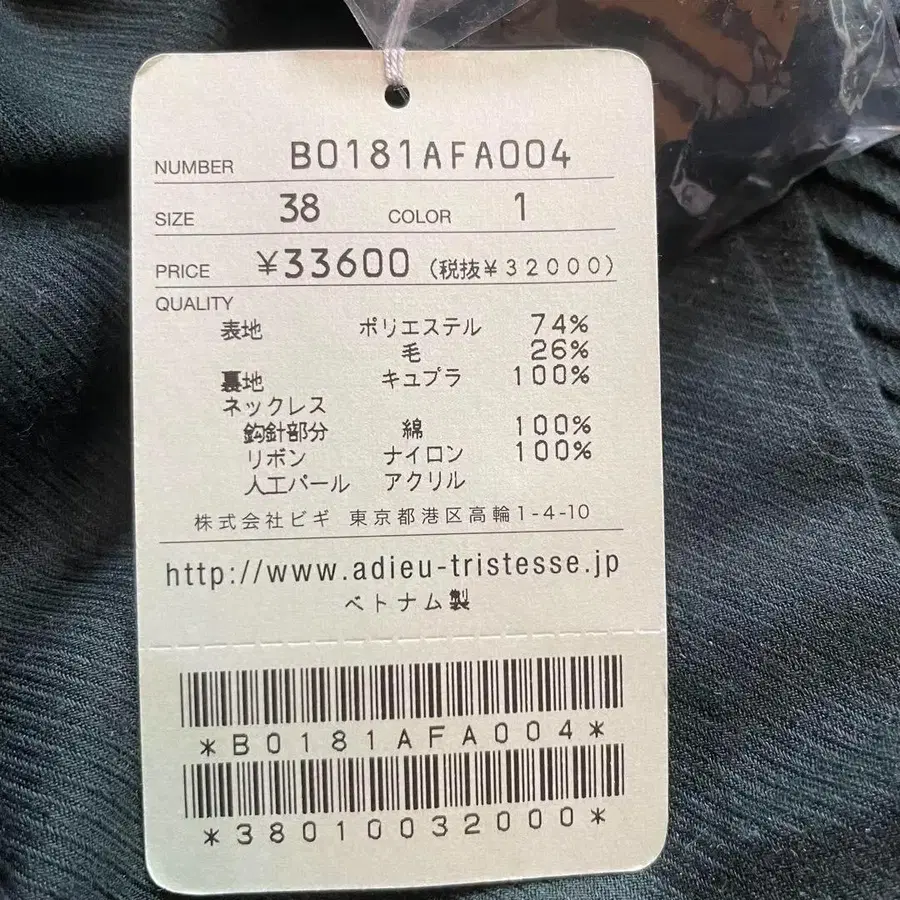 NUMBER B0181AFA004
SIZE 38 COLOR 1
PRICE ¥33600 (税抜¥32000)
QUALITY
表地 ポリエステル 74%
毛 26%
裏地 キュプラ 100%
ネックレス
鈎針部分 綿 100%
リボン ナイロン 100%
人工パール アクリル
株式会社ビギ 東京都港区高輪1-4-10
http://www.adieu-tristesse.jp
ベトナム製
*B0181AFA004*
*38010032000*